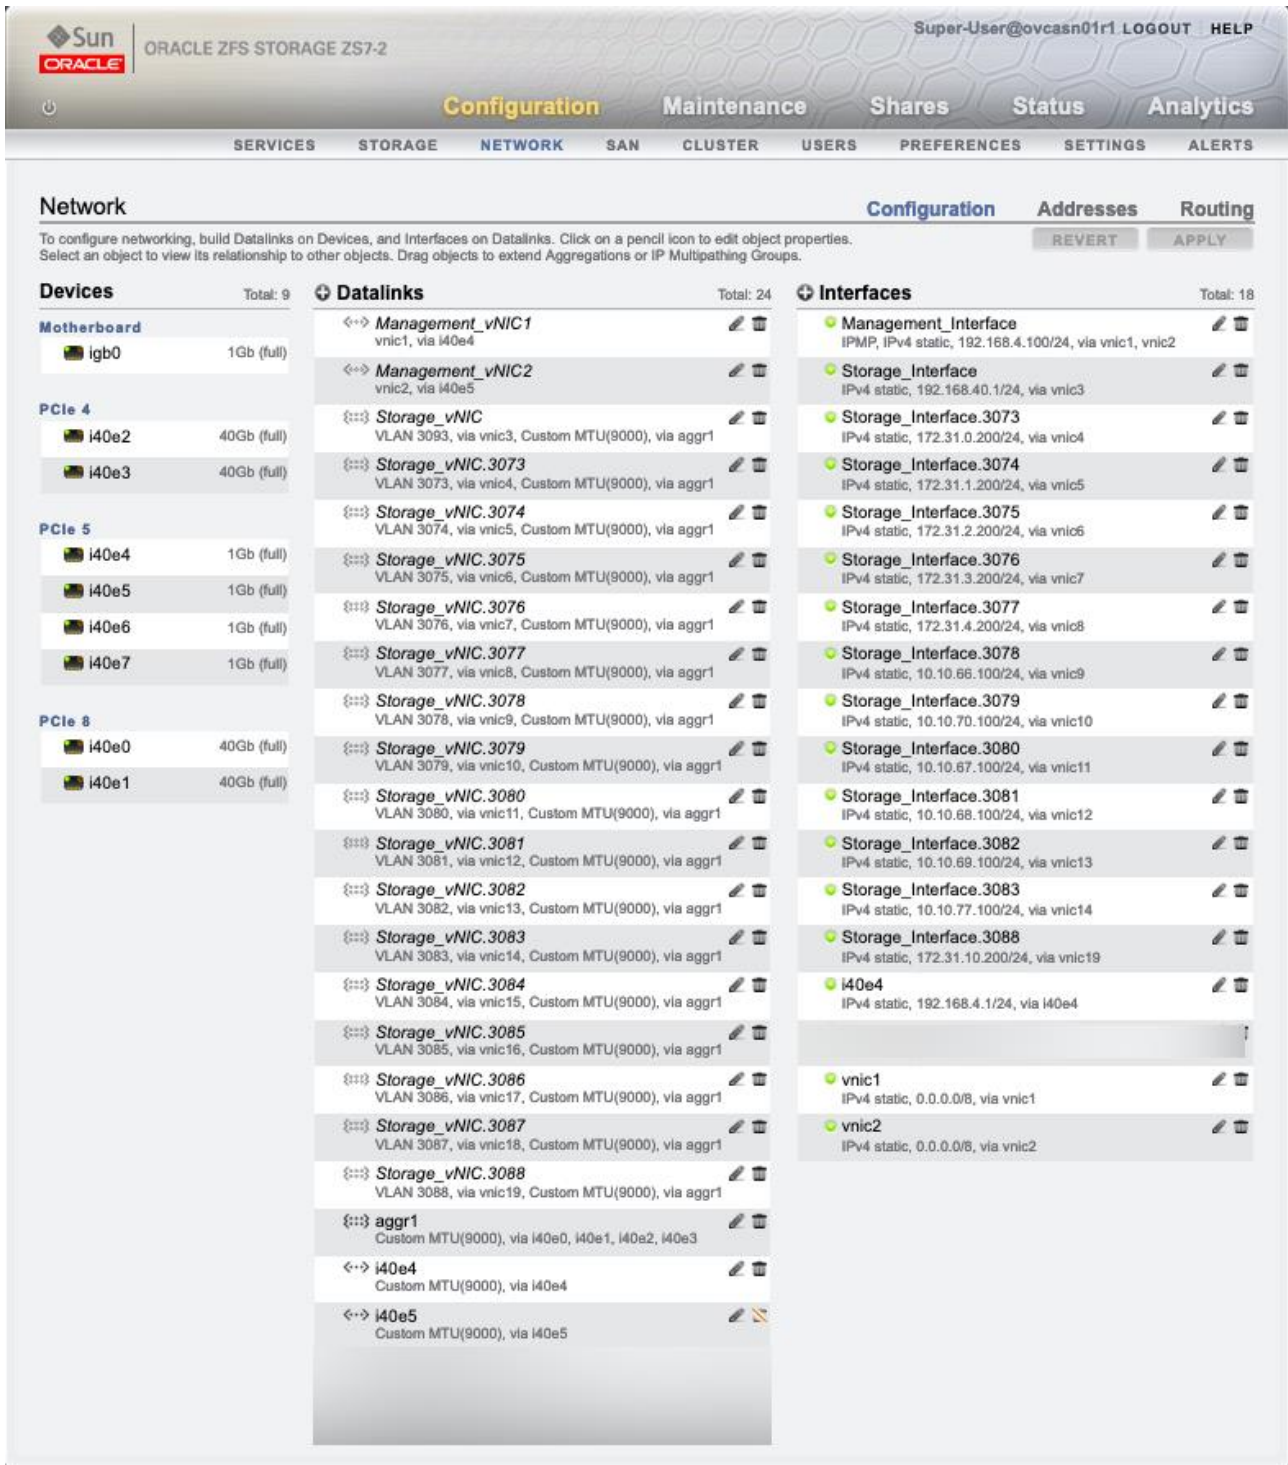 Sun
ORACLE
ORACLE ZFS STORAGE ZS7-2
Super-User@ovcasn01r1 LOGOUT HELP
Configuration Maintenance Shares Status Analytics
SERVICES STORAGE NETWORK SAN CLUSTER USERS PREFERENCES SETTINGS ALERTS
Network
Configuration Addresses Routing
To configure networking, build Datalinks on Devices, and Interfaces on Datalinks. Click on a pencil icon to edit object properties.
Select an object to view its relationship to other objects. Drag objects to extend Aggregations or IP Multipathing Groups.
REVERT APPLY
Devices Total: 9
Motherboard
igb0 1Gb (full)
PCIe 4
i40e2 40Gb (full)
i40e3 40Gb (full)
PCIe 5
i40e4 1Gb (full)
i40e5 1Gb (full)
i40e6 1Gb (full)
i40e7 1Gb (full)
PCIe 8
i40e0 40Gb (full)
i40e1 40Gb (full)
Datalinks Total: 24
Management_vNIC1
vnic1, via i40e4
Management_vNIC2
vnic2, via i40e5
Storage_vNIC
VLAN 3093, via vnic3, Custom MTU(9000), via aggr1
Storage_vNIC.3073
VLAN 3073, via vnic4, Custom MTU(9000), via aggr1
Storage_vNIC.3074
VLAN 3074, via vnic5, Custom MTU(9000), via aggr1
Storage_vNIC.3075
VLAN 3075, via vnic6, Custom MTU(9000), via aggr1
Storage_vNIC.3076
VLAN 3076, via vnic7, Custom MTU(9000), via aggr1
Storage_vNIC.3077
VLAN 3077, via vnic8, Custom MTU(9000), via aggr1
Storage_vNIC.3078
VLAN 3078, via vnic9, Custom MTU(9000), via aggr1
Storage_vNIC.3079
VLAN 3079, via vnic10, Custom MTU(9000), via aggr1
Storage_vNIC.3080
VLAN 3080, via vnic11, Custom MTU(9000), via aggr1
Storage_vNIC.3081
VLAN 3081, via vnic12, Custom MTU(9000), via aggr1
Storage_vNIC.3082
VLAN 3082, via vnic13, Custom MTU(9000), via aggr1
Storage_vNIC.3083
VLAN 3083, via vnic14, Custom MTU(9000), via aggr1
Storage_vNIC.3084
VLAN 3084, via vnic15, Custom MTU(9000), via aggr1
Storage_vNIC.3085
VLAN 3085, via vnic16, Custom MTU(9000), via aggr1
Storage_vNIC.3086
VLAN 3086, via vnic17, Custom MTU(9000), via aggr1
Storage_vNIC.3087
VLAN 3087, via vnic18, Custom MTU(9000), via aggr1
Storage_vNIC.3088
VLAN 3088, via vnic19, Custom MTU(9000), via aggr1
aggr1
Custom MTU(9000), via i40e0, i40e1, i40e2, i40e3
i40e4
Custom MTU(9000), via i40e4
i40e5
Custom MTU(9000), via i40e5
Interfaces Total: 18
Management_Interface
IPMP, IPv4 static, 192.168.4.100/24, via vnic1, vnic2
Storage_Interface
IPv4 static, 192.168.40.1/24, via vnic3
Storage_Interface.3073
IPv4 static, 172.31.0.200/24, via vnic4
Storage_Interface.3074
IPv4 static, 172.31.1.200/24, via vnic5
Storage_Interface.3075
IPv4 static, 172.31.2.200/24, via vnic6
Storage_Interface.3076
IPv4 static, 172.31.3.200/24, via vnic7
Storage_Interface.3077
IPv4 static, 172.31.4.200/24, via vnic8
Storage_Interface.3078
IPv4 static, 10.10.66.100/24, via vnic9
Storage_Interface.3079
IPv4 static, 10.10.70.100/24, via vnic10
Storage_Interface.3080
IPv4 static, 10.10.67.100/24, via vnic11
Storage_Interface.3081
IPv4 static, 10.10.68.100/24, via vnic12
Storage_Interface.3082
IPv4 static, 10.10.69.100/24, via vnic13
Storage_Interface.3083
IPv4 static, 10.10.77.100/24, via vnic14
Storage_Interface.3088
IPv4 static, 172.31.10.200/24, via vnic19
i40e4
IPv4 static, 192.168.4.1/24, via i40e4
vnic1
IPv4 static, 0.0.0.0/8, via vnic1
vnic2
IPv4 static, 0.0.0.0/8, via vnic2